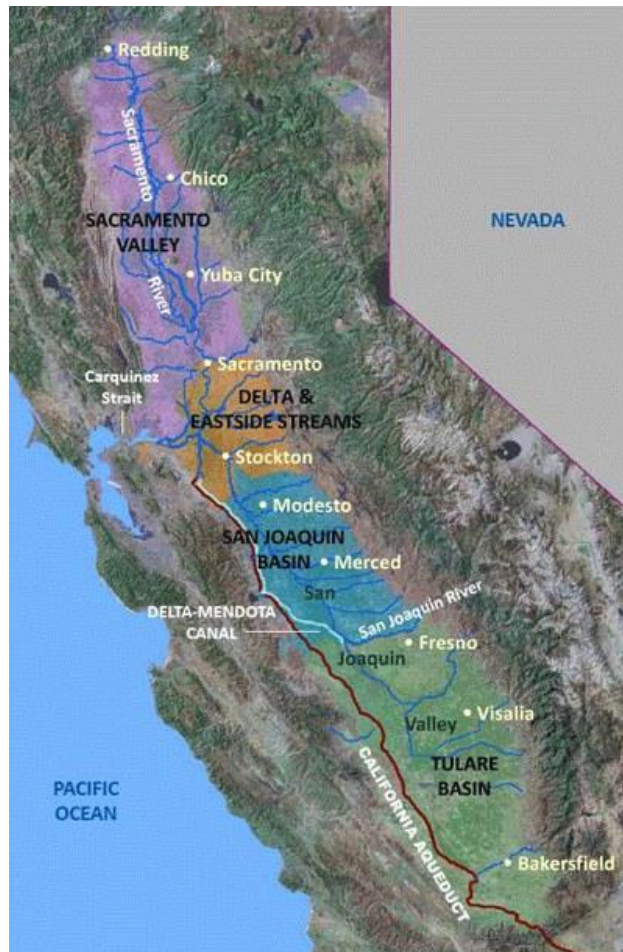 Redding
Sacramento
River
Chico
SACRAMENTO
VALLEY
NEVADA
Yuba City
Sacramento
Carquinez
Strait
DELTA &
EASTSIDE STREAMS
Stockton
Modesto
SAN JOAQUIN
BASIN
Merced
San
Joaquin
Valley
San Joaquin River
DELTA-MENDOTA
CANAL
Fresno
Visalia
TULARE
BASIN
PACIFIC
OCEAN
CALIFORNIA AQUEDUCT
Bakersfield